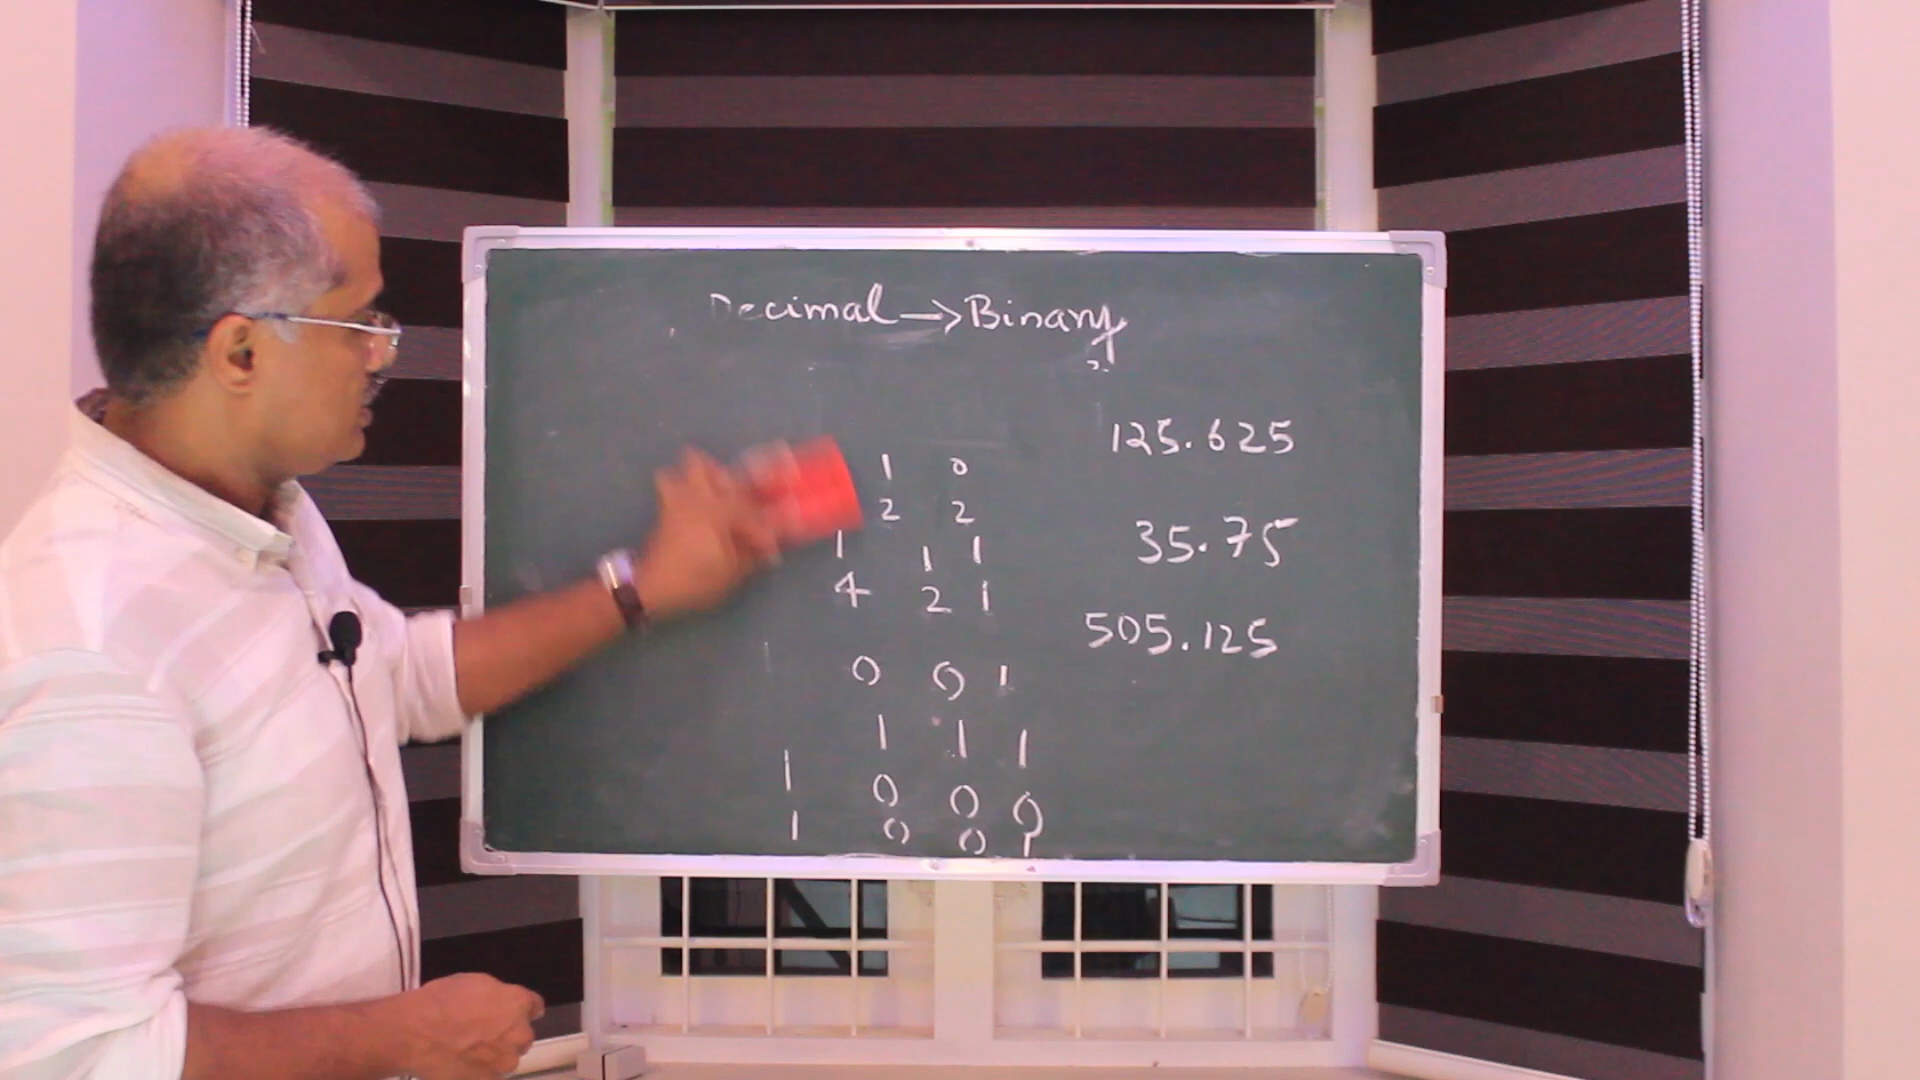 Decimal → Binary
125.625
1 0
2 2
1 1 1
35.75
4 2 1
505.125
0 0 1
1 1 1
1 0 0 0
1 0 0 1